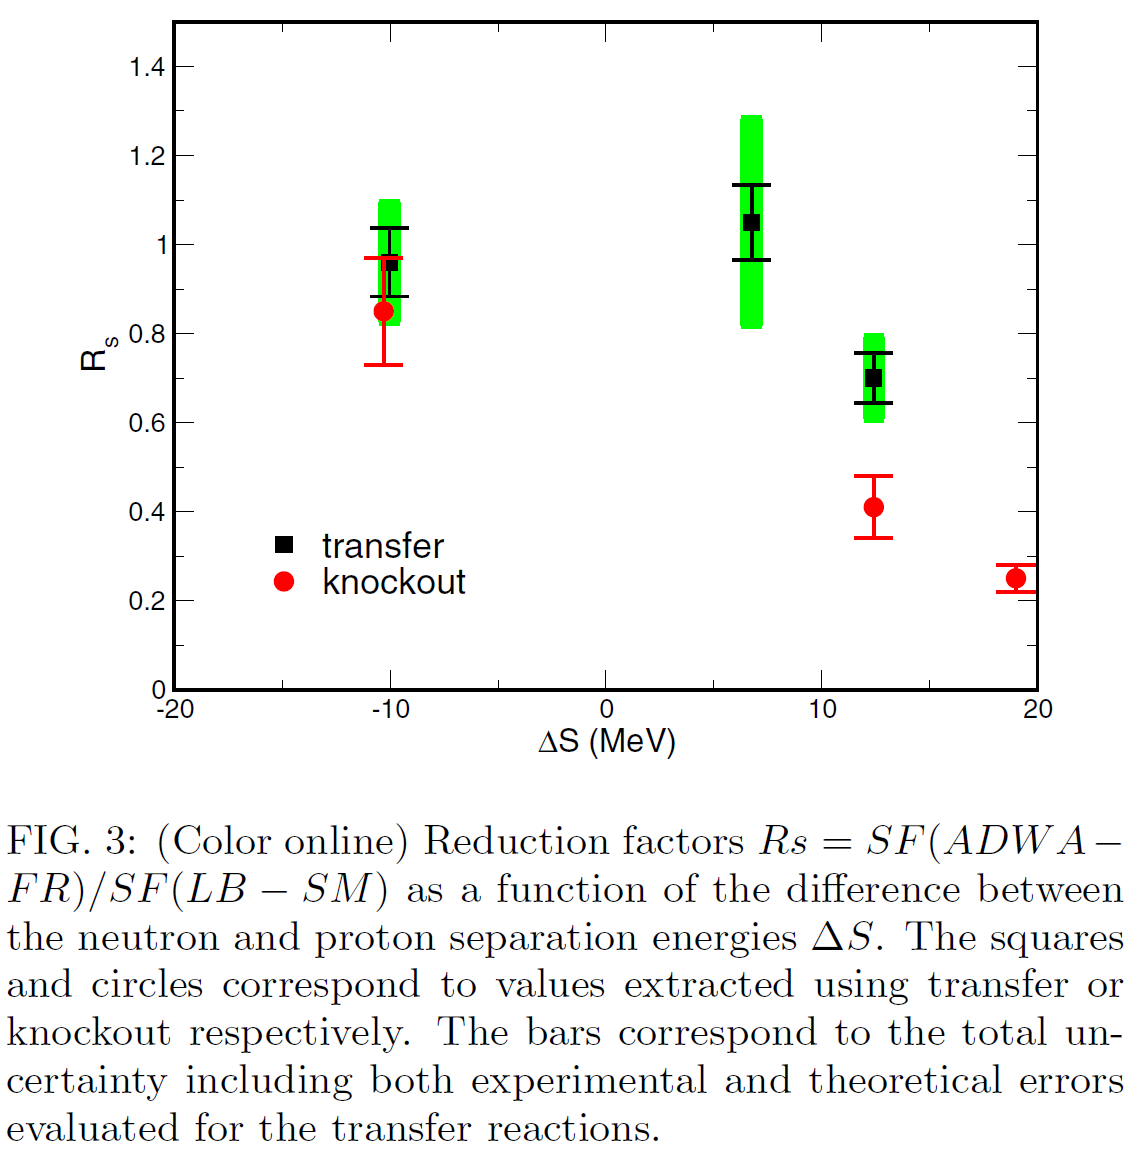 1.4
1.2
1
0.8
0.6
0.4
0.2
0
R_s
transfer
knockout
-20
-10
0
10
20
ΔS (MeV)
FIG. 3: (Color online) Reduction factors Rs = SF(ADWA−
FR)/SF(LB − SM) as a function of the difference between
the neutron and proton separation energies ΔS. The squares
and circles correspond to values extracted using transfer or
knockout respectively. The bars correspond to the total un-
certainty including both experimental and theoretical errors
evaluated for the transfer reactions.